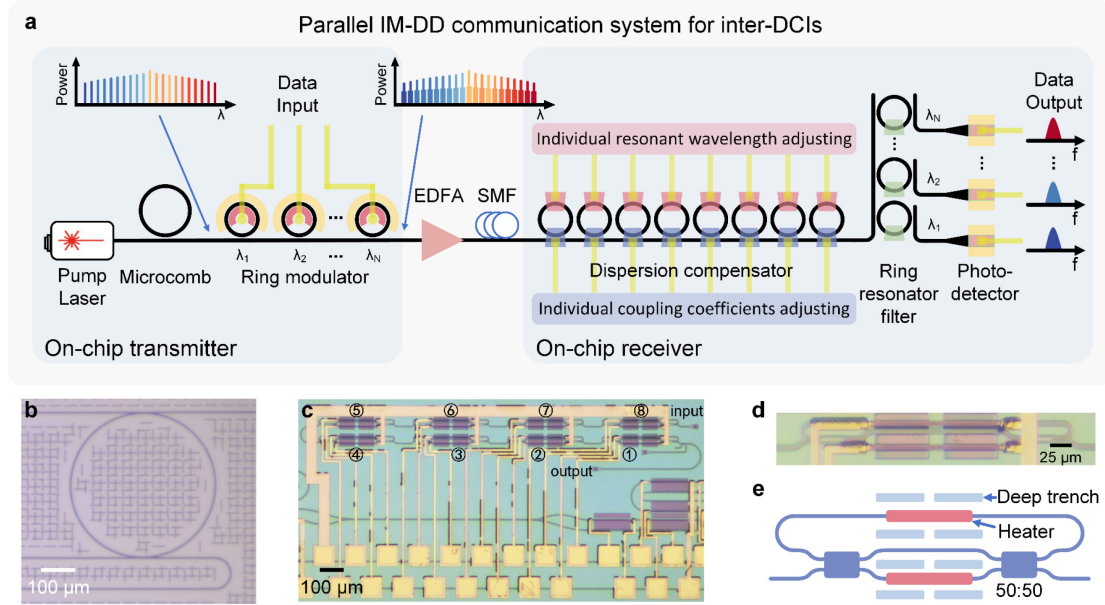 a
Parallel IM-DD communication system for inter-DCIs
Power
λ
Data
Input
Power
λ
EDFA
SMF
Pump
Laser
Microcomb
λ1 λ2 ... λN
Ring modulator
On-chip transmitter
Individual resonant wavelength adjusting
Dispersion compensator
Individual coupling coefficients adjusting
On-chip receiver
λN
...
λ2
λ1
Ring
resonator
filter
Photo-
detector
Data
Output
f
...
f
f
b
100 μm
c
⑤ ⑥ ⑦ ⑧ input
④ ③ ② ①
output
100 μm
d
25 μm
e
Deep trench
Heater
50:50